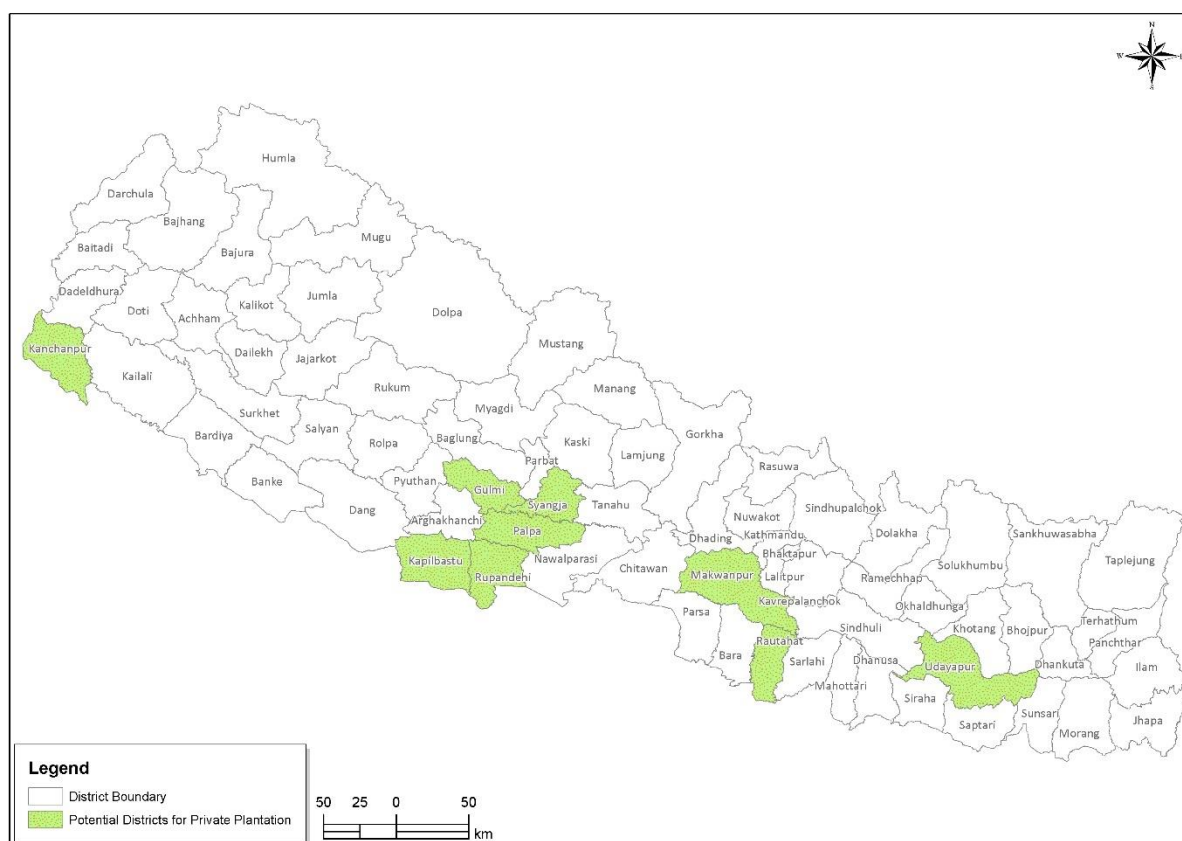 N
W
E
S
Humla
Darchula
Bajhang
Mugu
Baitadi
Bajura
Dadeldhura
Jumla
Kalikot
Doti
Achham
Dolpa
Kanchanpur
Dailekh
Jajarkot
Mustang
Kailali
Rukum
Manang
Surkhet
Myagdi
Gorkha
Salyan
Bardiya
Rolpa
Baglung
Kaski
Parbat
Lamjung
Rasuwa
Banke
Pyuthan
Gulmi
Syangja
Tanahu
Sindhupalchok
Dang
Arghakhanchi
Nuwakot
Palpa
Dolakha
Sankhuwasabha
Dhading
Kathmandu
Kapilbastu
Nawalparasi
Bhaktapur
Solukhumbu
Taplejung
Rupandehi
Chitawan
Makwanpur
Lalitpur
Ramechhap
Kavrepalanchok
Okhaldhunga
Parsa
Sindhuli
Khotang
Bhojpur
Terhathum
Rautahat
Panchthar
Bara
Sarlahi
Dhanusa
Udayapur
Dhankuta
Ilam
Mahottari
Siraha
Saptari
Sunsari
Morang
Jhapa
Legend
District Boundary
Potential Districts for Private Plantation
50 25 0 50
km